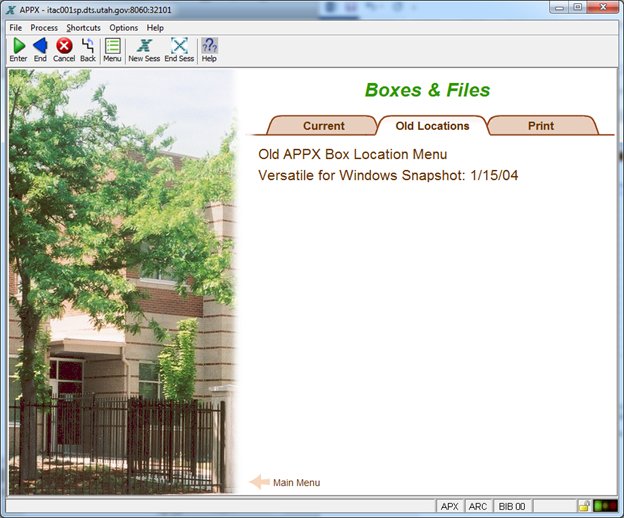 APPX - itac001sp.dts.utah.gov:8060:32101
File Process Shortcuts Options Help
Enter End Cancel Back Menu New Sess End Sess Help
Boxes & Files
Current Old Locations Print
Old APPX Box Location Menu
Versatile for Windows Snapshot: 1/15/04
Main Menu
APX ARC BIB 00